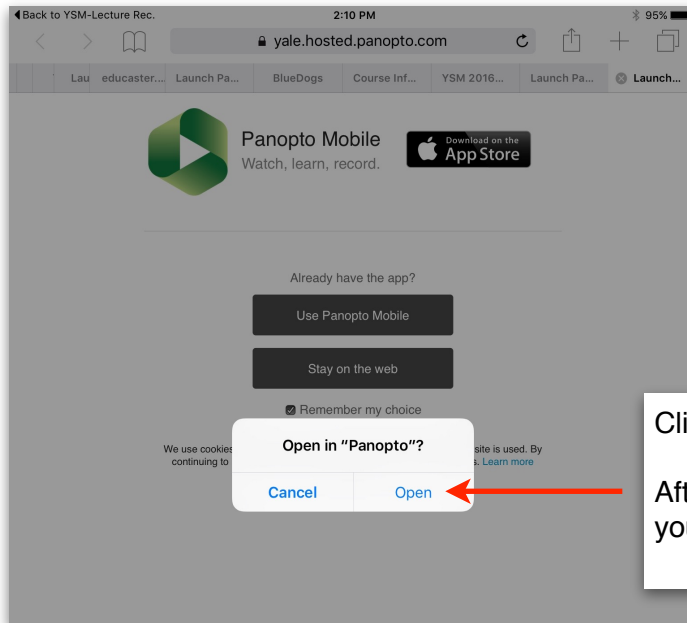 Back to YSM-Lecture Rec. 2:10 PM 95%
yale.hosted.panopto.com
Lau educaster.... Launch Pa... BlueDogs Course Inf... YSM 2016... Launch Pa... Launch...
Panopto Mobile
Watch, learn, record.
Download on the
App Store
Already have the app?
Use Panopto Mobile
Stay on the web
Remember my choice
We use cookies site is used. By
continuing to s. Learn more
Open in “Panopto”?
Cancel Open
Cli
Aft
you